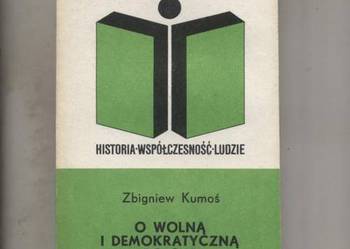 HISTORIA·WSPÓŁCZESNOŚĆ·LUDZIE
Zbigniew Kumoś
O WOLNĄ
I DEMOKRATYCZNĄ